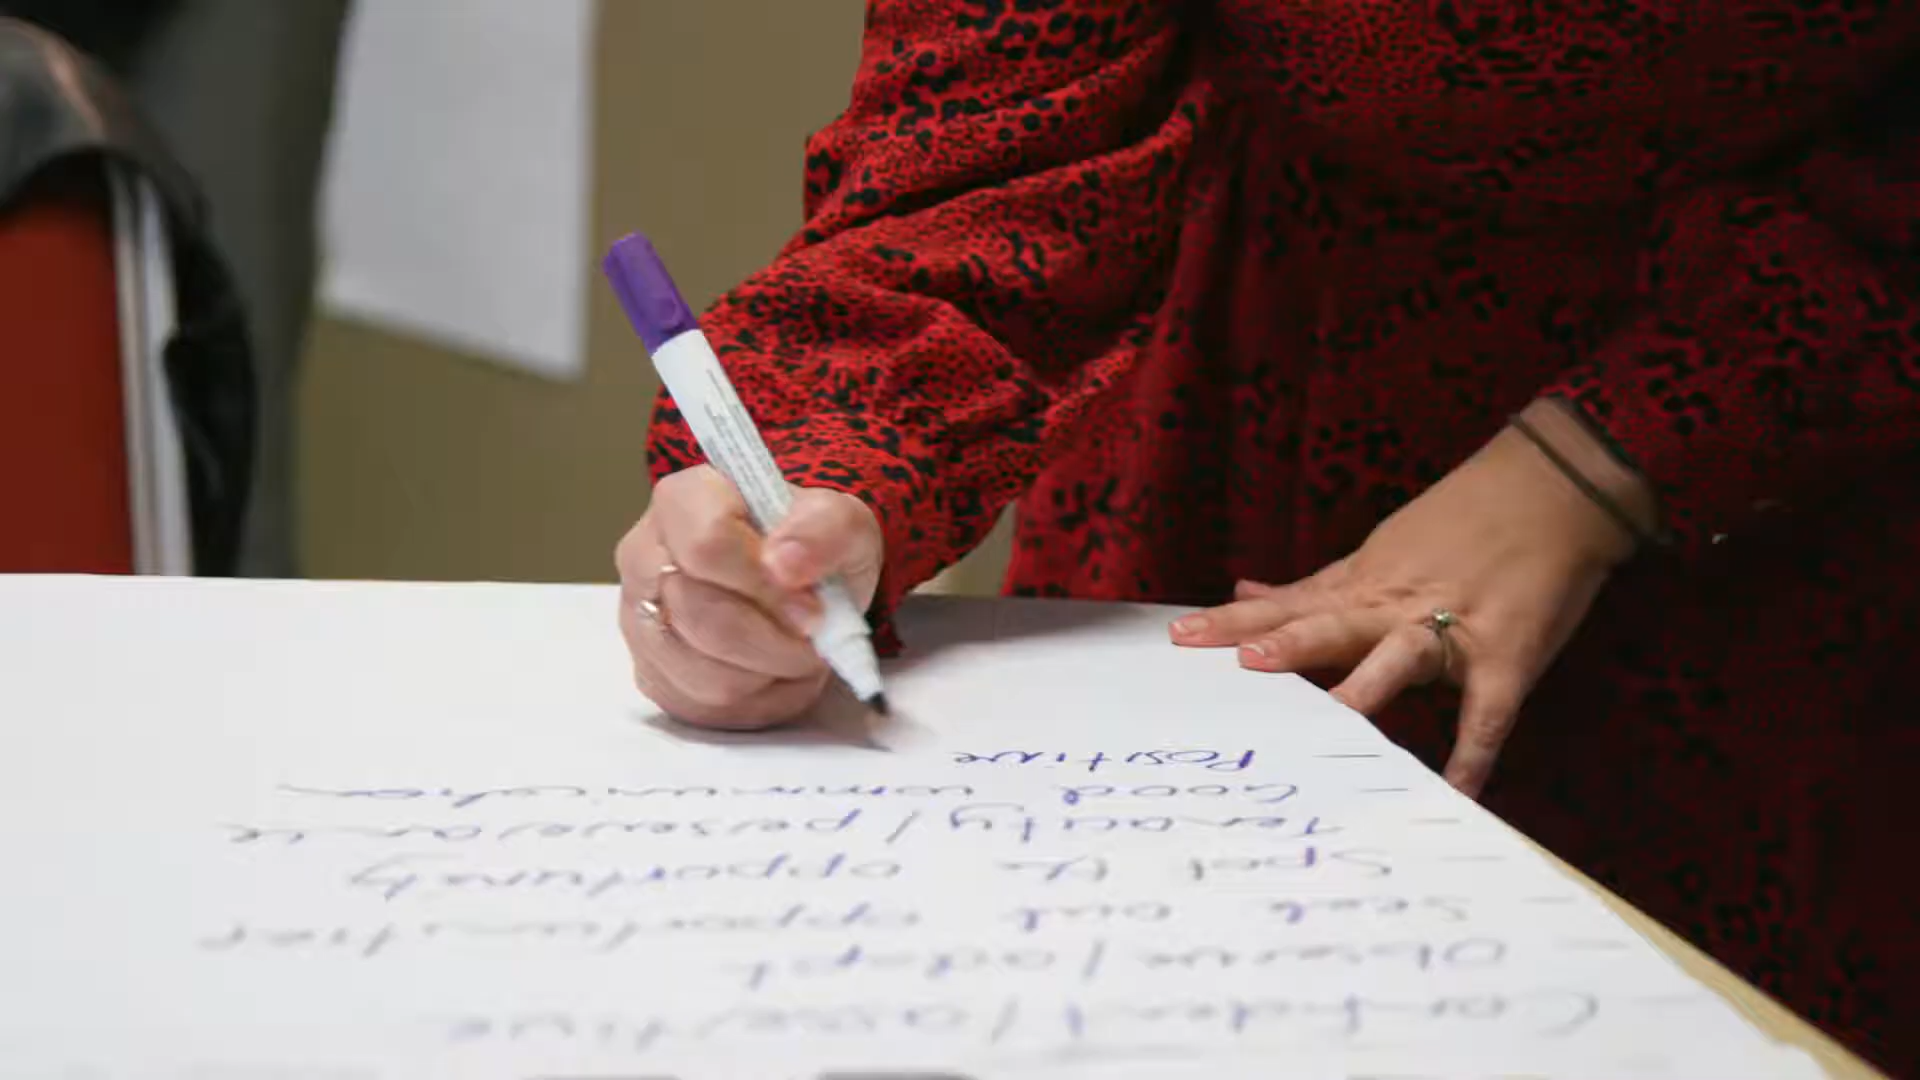 Confident/assertive
- Observe/adapt
- Seek out opportunities
- Spot the opportunity
- Tenacity/perseverance
- Good communication
- Positive